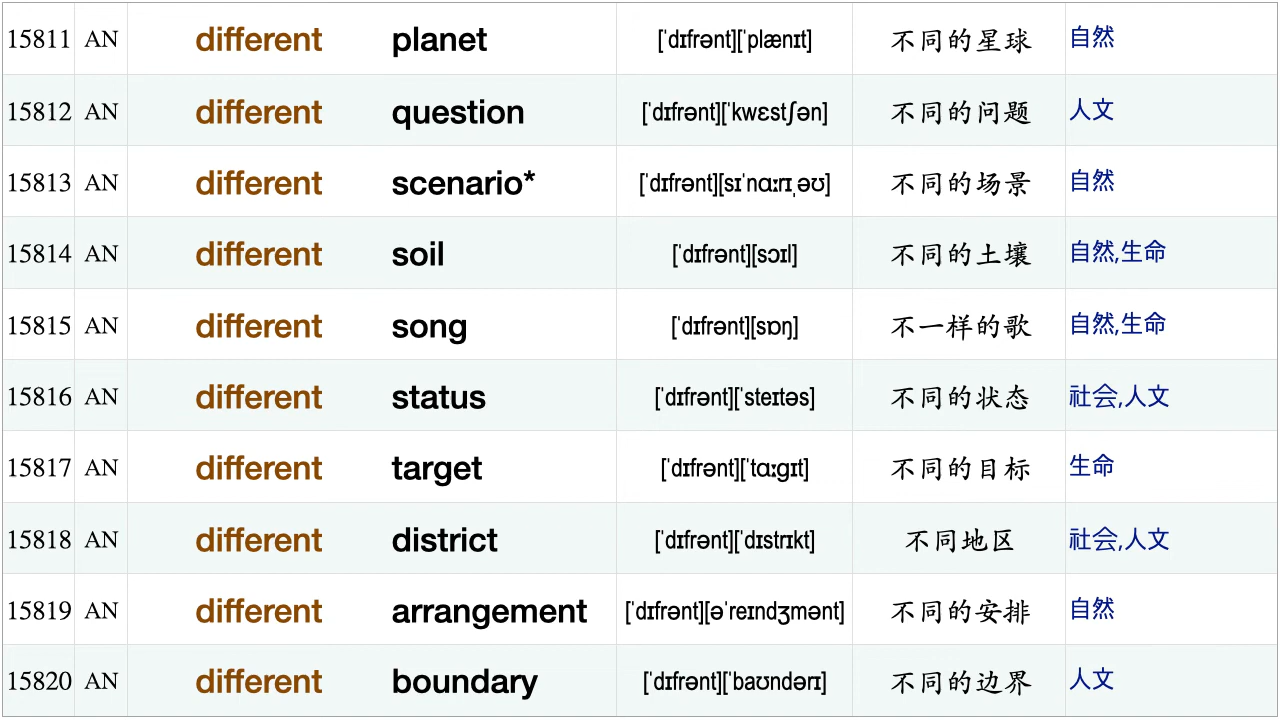 15811 AN different planet [ˈdɪfrənt][ˈplænɪt] 不同的星球 自然
15812 AN different question [ˈdɪfrənt][ˈkwɛstʃən] 不同的问题 人文
15813 AN different scenario* [ˈdɪfrənt][sɪˈnɑːrɪˌəʊ] 不同的场景 自然
15814 AN different soil [ˈdɪfrənt][sɔɪl] 不同的土壤 自然,生命
15815 AN different song [ˈdɪfrənt][sɒŋ] 不一样的歌 自然,生命
15816 AN different status [ˈdɪfrənt][ˈsteɪtəs] 不同的状态 社会,人文
15817 AN different target [ˈdɪfrənt][ˈtɑːgɪt] 不同的目标 生命
15818 AN different district [ˈdɪfrənt][ˈdɪstrɪkt] 不同地区 社会,人文
15819 AN different arrangement [ˈdɪfrənt][əˈreɪndʒmənt] 不同的安排 自然
15820 AN different boundary [ˈdɪfrənt][ˈbaʊndərɪ] 不同的边界 人文